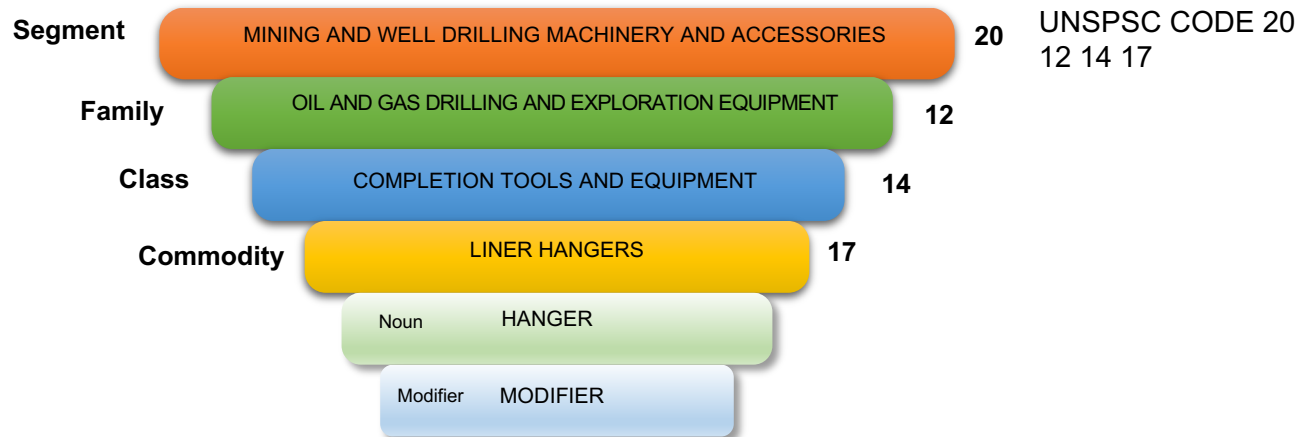 Segment MINING AND WELL DRILLING MACHINERY AND ACCESSORIES 20 UNSPSC CODE 20
12 14 17
Family OIL AND GAS DRILLING AND EXPLORATION EQUIPMENT 12
Class COMPLETION TOOLS AND EQUIPMENT 14
Commodity LINER HANGERS 17
Noun HANGER
Modifier MODIFIER